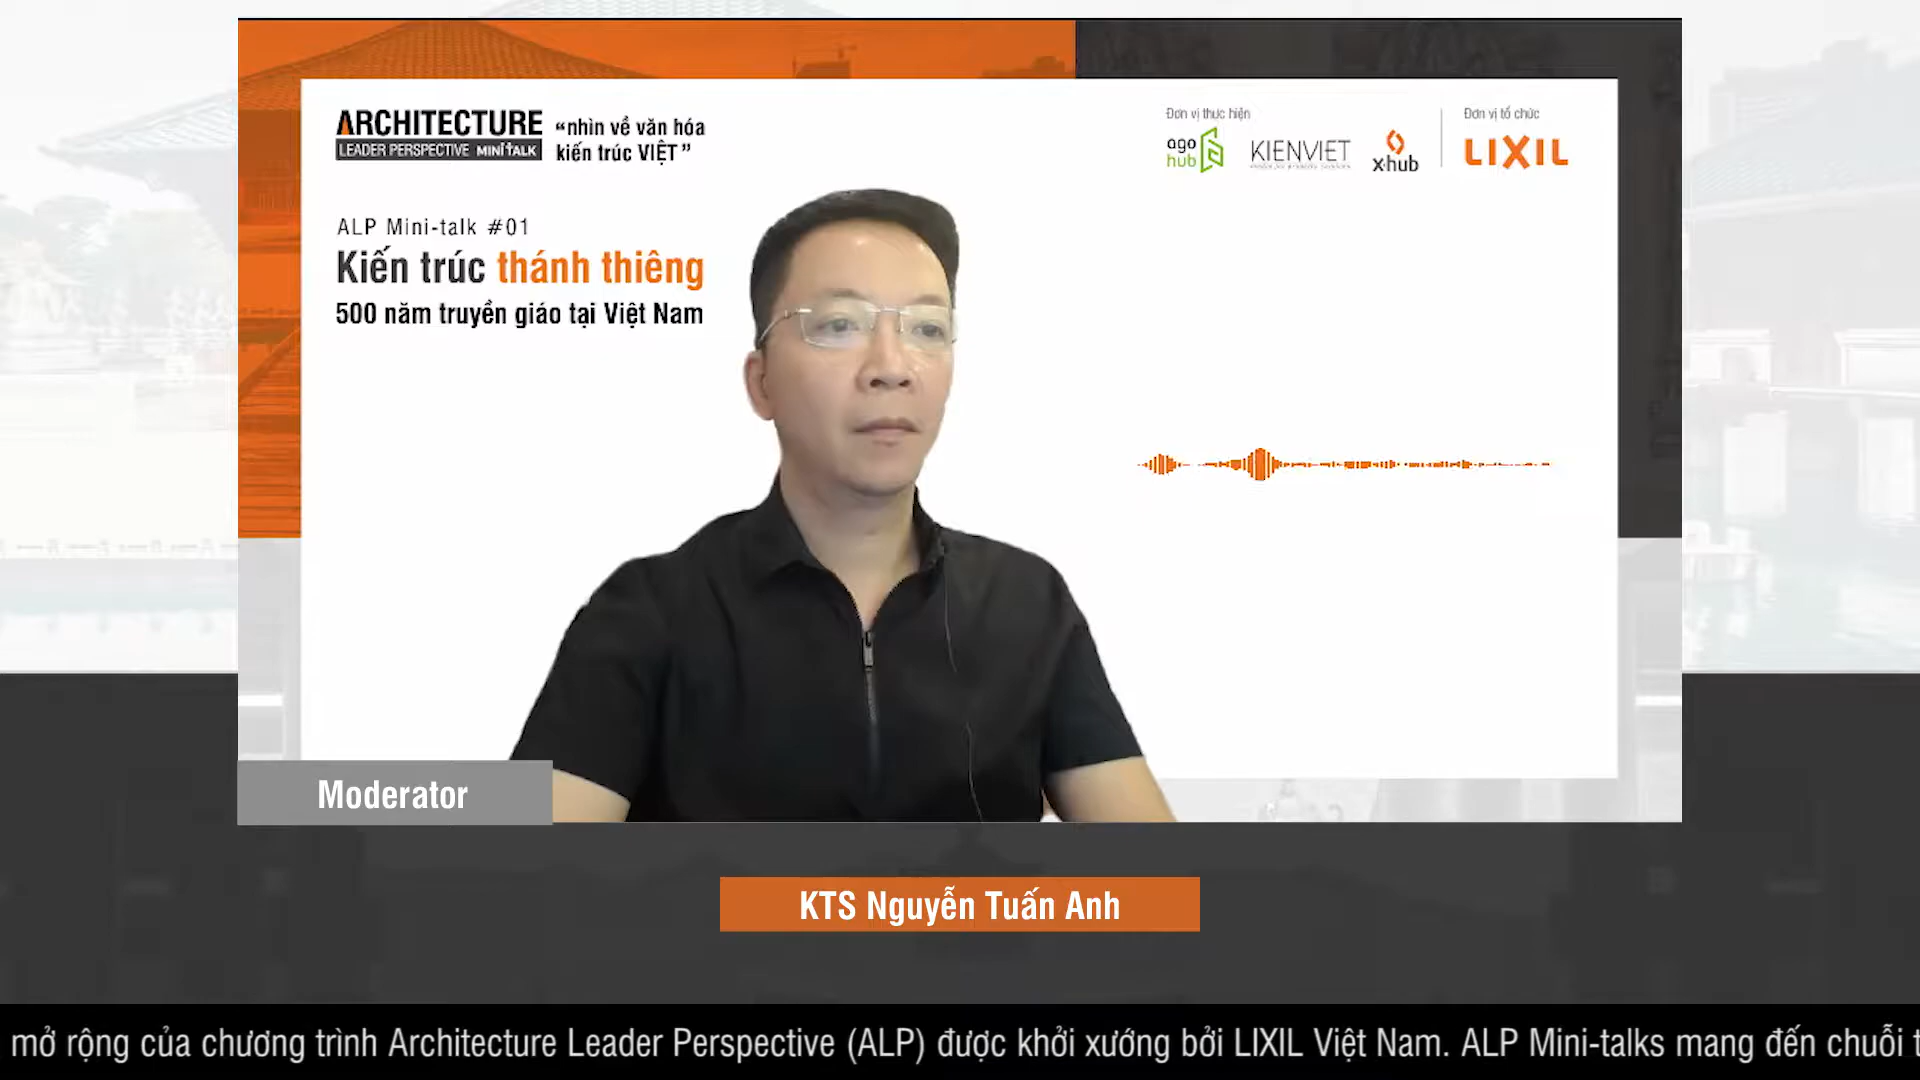 ARCHITECTURE
LEADER PERSPECTIVE MINITALK
“nhìn về văn hóa
kiến trúc VIỆT”
Đơn vị thực hiện
Đơn vị tổ chức
ago
hub
KIENVIET
x·hub
LIXIL
ALP Mini-talk #01
Kiến trúc thánh thiêng
500 năm truyền giáo tại Việt Nam
Moderator
KTS Nguyễn Tuấn Anh
mở rộng của chương trình Architecture Leader Perspective (ALP) được khởi xướng bởi LIXIL Việt Nam. ALP Mini-talks mang đến chuỗi t